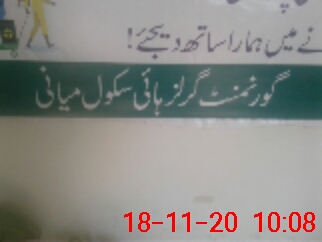 نے میں ہمارا ساتھ دیجئے!
گورنمنٹ گرلز ہائی سکول میانی
18-11-20 10:08